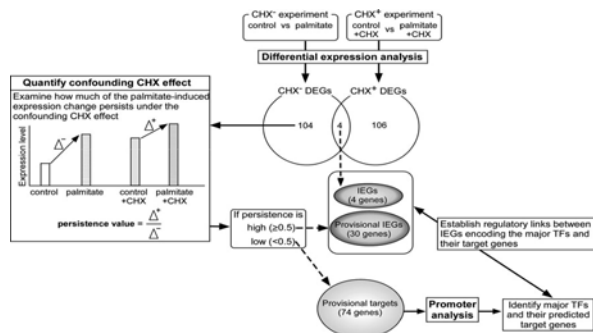 CHX⁻ experiment
control vs palmitate
CHX⁺ experiment
control +CHX vs palmitate +CHX
Differential expression analysis
CHX⁻ DEGs
CHX⁺ DEGs
104
4
106
Quantify confounding CHX effect
Examine how much of the palmitate-induced
expression change persists under the
confounding CHX effect
Expression level
Δ⁻
Δ⁺
control
palmitate
control +CHX
palmitate +CHX
persistence value = Δ⁺ / Δ⁻
If persistence is
high (≥0.5)
low (<0.5)
IEGs
(4 genes)
Provisional IEGs
(30 genes)
Establish regulatory links between
IEGs encoding the major TFs and
their target genes
Provisional targets
(74 genes)
Promoter
analysis
Identify major TFs
and their predicted
target genes